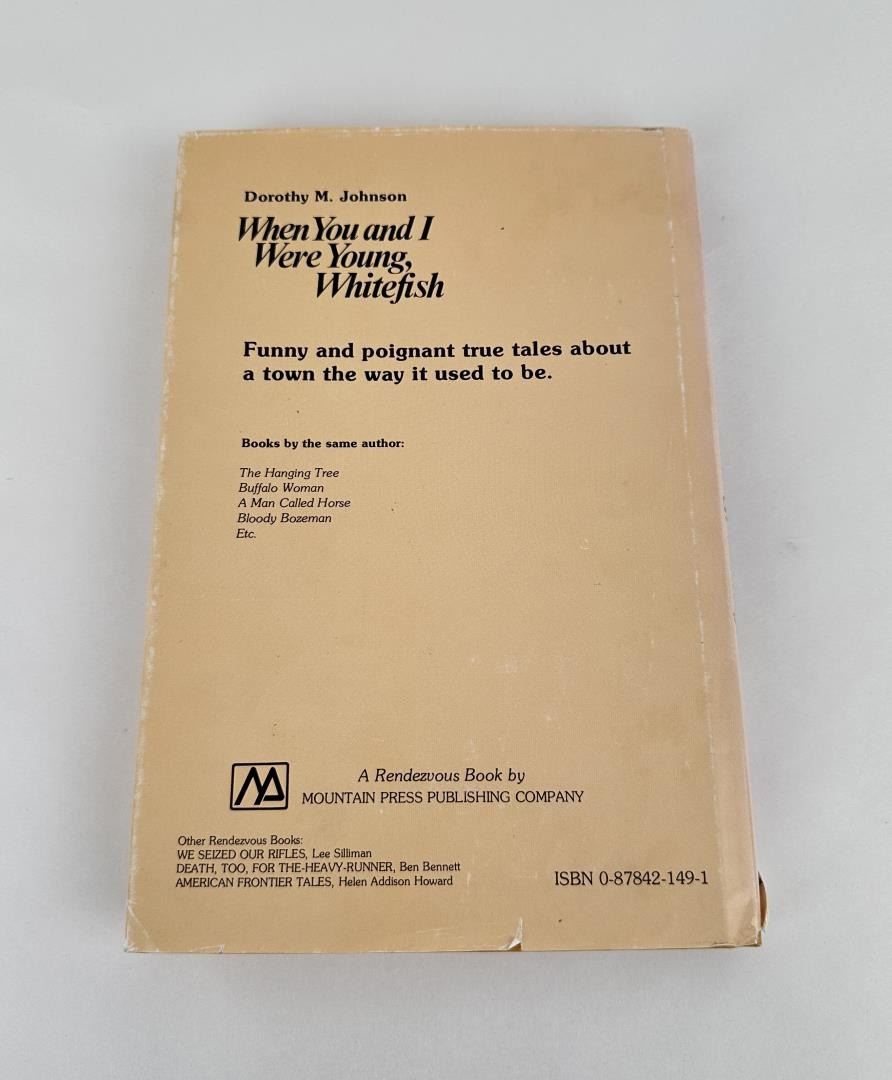 Dorothy M. Johnson
When You and I
Were Young,
Whitefish
Funny and poignant true tales about
a town the way it used to be.
Books by the same author:
The Hanging Tree
Buffalo Woman
A Man Called Horse
Bloody Bozeman
Etc.
A Rendezvous Book by
MOUNTAIN PRESS PUBLISHING COMPANY
Other Rendezvous Books:
WE SEIZED OUR RIFLES, Lee Silliman
DEATH, TOO, FOR THE-HEAVY-RUNNER, Ben Bennett
AMERICAN FRONTIER TALES, Helen Addison Howard
ISBN 0-87842-149-1